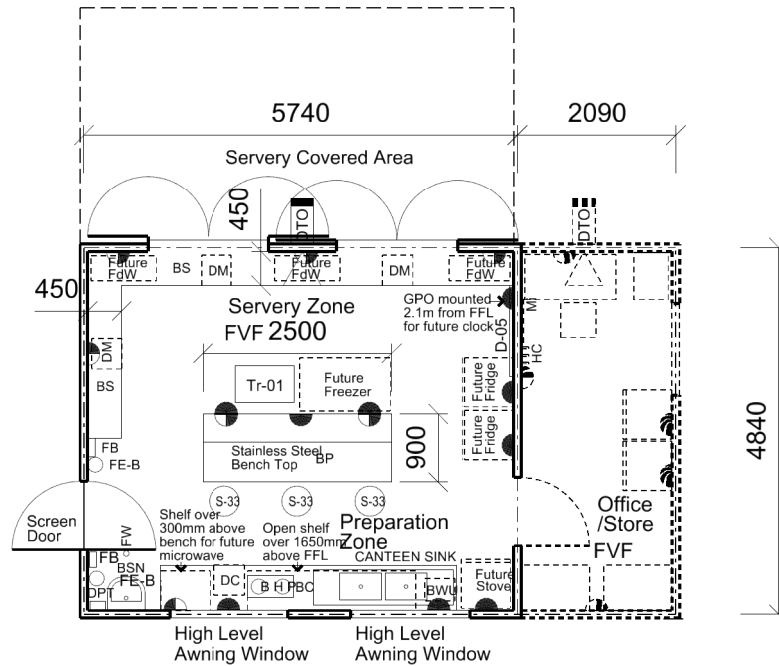 5740
2090
Servery Covered Area
450
DTO
DTO
Future
FdW
BS
DM
Future
FdW
DM
Future
FdW
450
Servery Zone
FVF 2500
GPO mounted
2.1m from FFL
for future clock
MI
D-05
HC
DM
BS
Tr-01
Future
Freezer
Future
Fridge
Future
Fridge
Stainless Steel
Bench Top
BP
900
4840
FB
FE-B
S-33
S-33
S-33
Screen
Door
Shelf over
300mm above
bench for future
microwave
Open shelf
over 1650mm
above FFL
Preparation
Zone
CANTEEN SINK
Office
/Store
FVF
FW
FB
BSN
FE-B
DPT
DC
B H PBC
BWU
Future
Stove
High Level
Awning Window
High Level
Awning Window